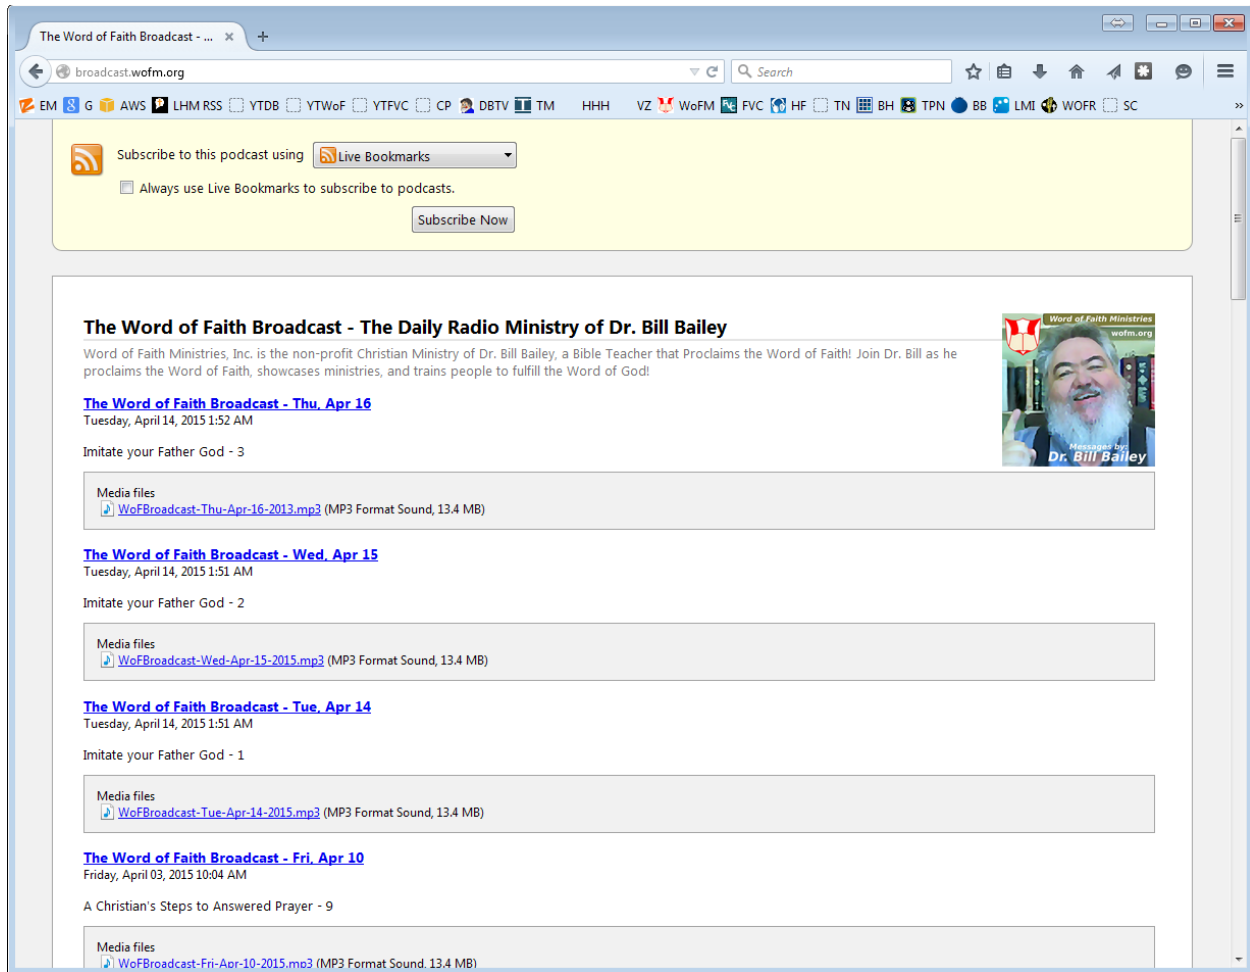 The Word of Faith Broadcast - ...
broadcast.wofm.org
Search
EM G AWS LHM RSS YTDB YTWoF YTFVC CP DBTV TM HHH VZ WoFM FVC HF TN BH TPN BB LMI WOFR SC »
Subscribe to this podcast using Live Bookmarks
Always use Live Bookmarks to subscribe to podcasts.
Subscribe Now
The Word of Faith Broadcast - The Daily Radio Ministry of Dr. Bill Bailey
Word of Faith Ministries, Inc. is the non-profit Christian Ministry of Dr. Bill Bailey, a Bible Teacher that Proclaims the Word of Faith! Join Dr. Bill as he
proclaims the Word of Faith, showcases ministries, and trains people to fulfill the Word of God!
Word of Faith Ministries
wofm.org
Messages by:
Dr. Bill Bailey
The Word of Faith Broadcast - Thu, Apr 16
Tuesday, April 14, 2015 1:52 AM
Imitate your Father God - 3
Media files
WoFBroadcast-Thu-Apr-16-2013.mp3 (MP3 Format Sound, 13.4 MB)
The Word of Faith Broadcast - Wed, Apr 15
Tuesday, April 14, 2015 1:51 AM
Imitate your Father God - 2
Media files
WoFBroadcast-Wed-Apr-15-2015.mp3 (MP3 Format Sound, 13.4 MB)
The Word of Faith Broadcast - Tue, Apr 14
Tuesday, April 14, 2015 1:51 AM
Imitate your Father God - 1
Media files
WoFBroadcast-Tue-Apr-14-2015.mp3 (MP3 Format Sound, 13.4 MB)
The Word of Faith Broadcast - Fri, Apr 10
Friday, April 03, 2015 10:04 AM
A Christian's Steps to Answered Prayer - 9
Media files
WoFBroadcast-Fri-Apr-10-2015.mp3 (MP3 Format Sound, 13.4 MB)